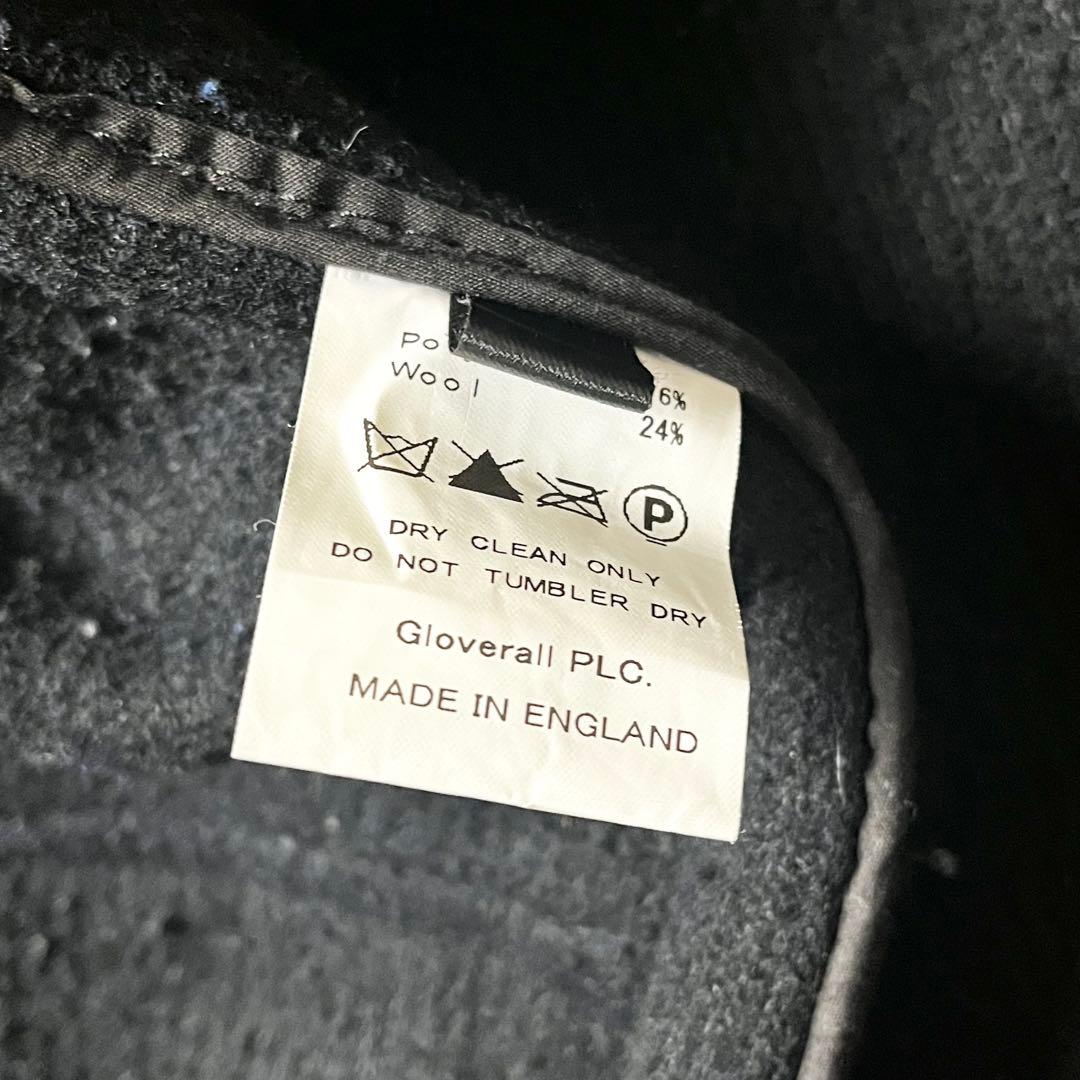 Po
6%
Wool 24%
P
DRY CLEAN ONLY
DO NOT TUMBLER DRY
Gloverall PLC.
MADE IN ENGLAND